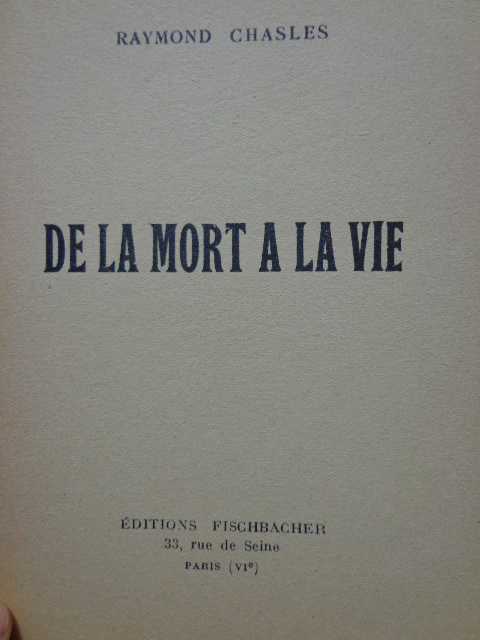 RAYMOND CHASLES
DE LA MORT A LA VIE
ÉDITIONS FISCHBACHER
33, rue de Seine
PARIS (VIe)